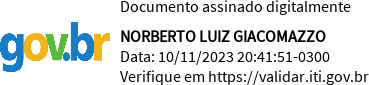 Documento assinado digitalmente
gov.br
NORBERTO LUIZ GIACOMAZZO
Data: 10/11/2023 20:41:51-0300
Verifique em https://validar.iti.gov.br